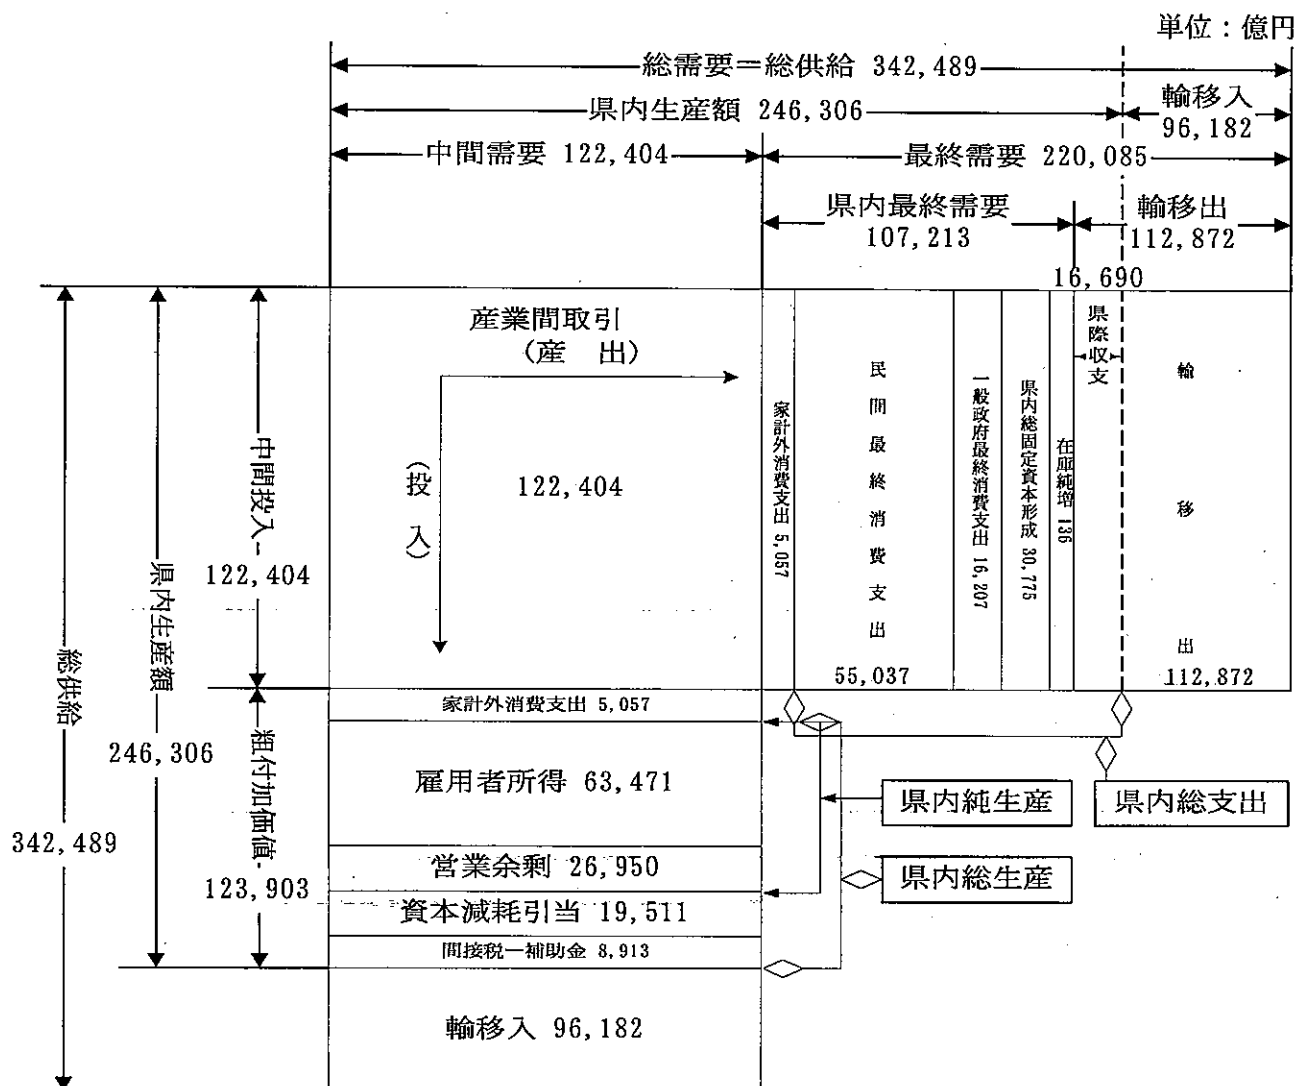 単位：億円
総需要＝総供給 342,489
県内生産額 246,306
輸移入
96,182
中間需要 122,404
最終需要 220,085
県内最終需要
107,213
輸移出
112,872
16,690
産業間取引
（産　出）
（投　入）
122,404
家計外消費支出 5,057
民間最終消費支出
55,037
一般政府最終消費支出 16,207
県内総固定資本形成 30,775
在庫純増 136
県際収支
輸移出
112,872
中間投入
122,404
県内生産額
246,306
総供給
342,489
粗付加価値
123,903
家計外消費支出 5,057
雇用者所得 63,471
営業余剰 26,950
資本減耗引当 19,511
間接税－補助金 8,913
輸移入 96,182
県内純生産
県内総支出
県内総生産